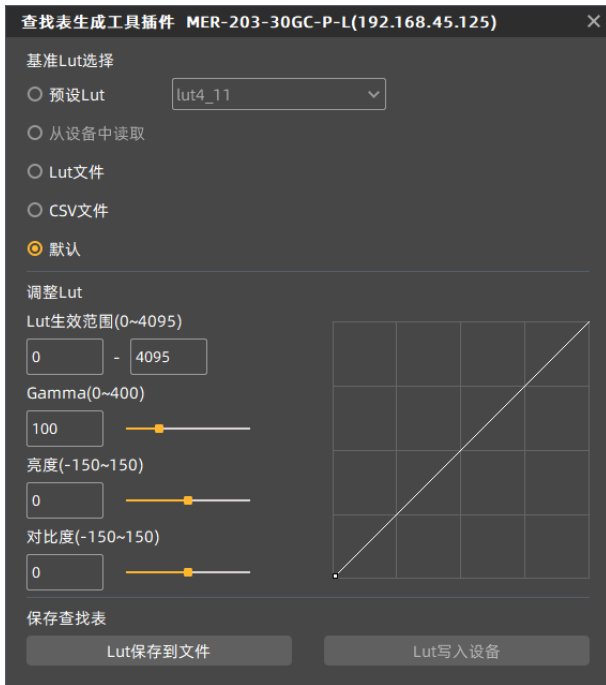 查找表生成工具插件 MER-203-30GC-P-L(192.168.45.125)
基准Lut选择
预设Lut lut4_11
从设备中读取
Lut文件
CSV文件
默认
调整Lut
Lut生效范围(0~4095)
0 - 4095
Gamma(0~400)
100
亮度(-150~150)
0
对比度(-150~150)
0
保存查找表
Lut保存到文件 Lut写入设备